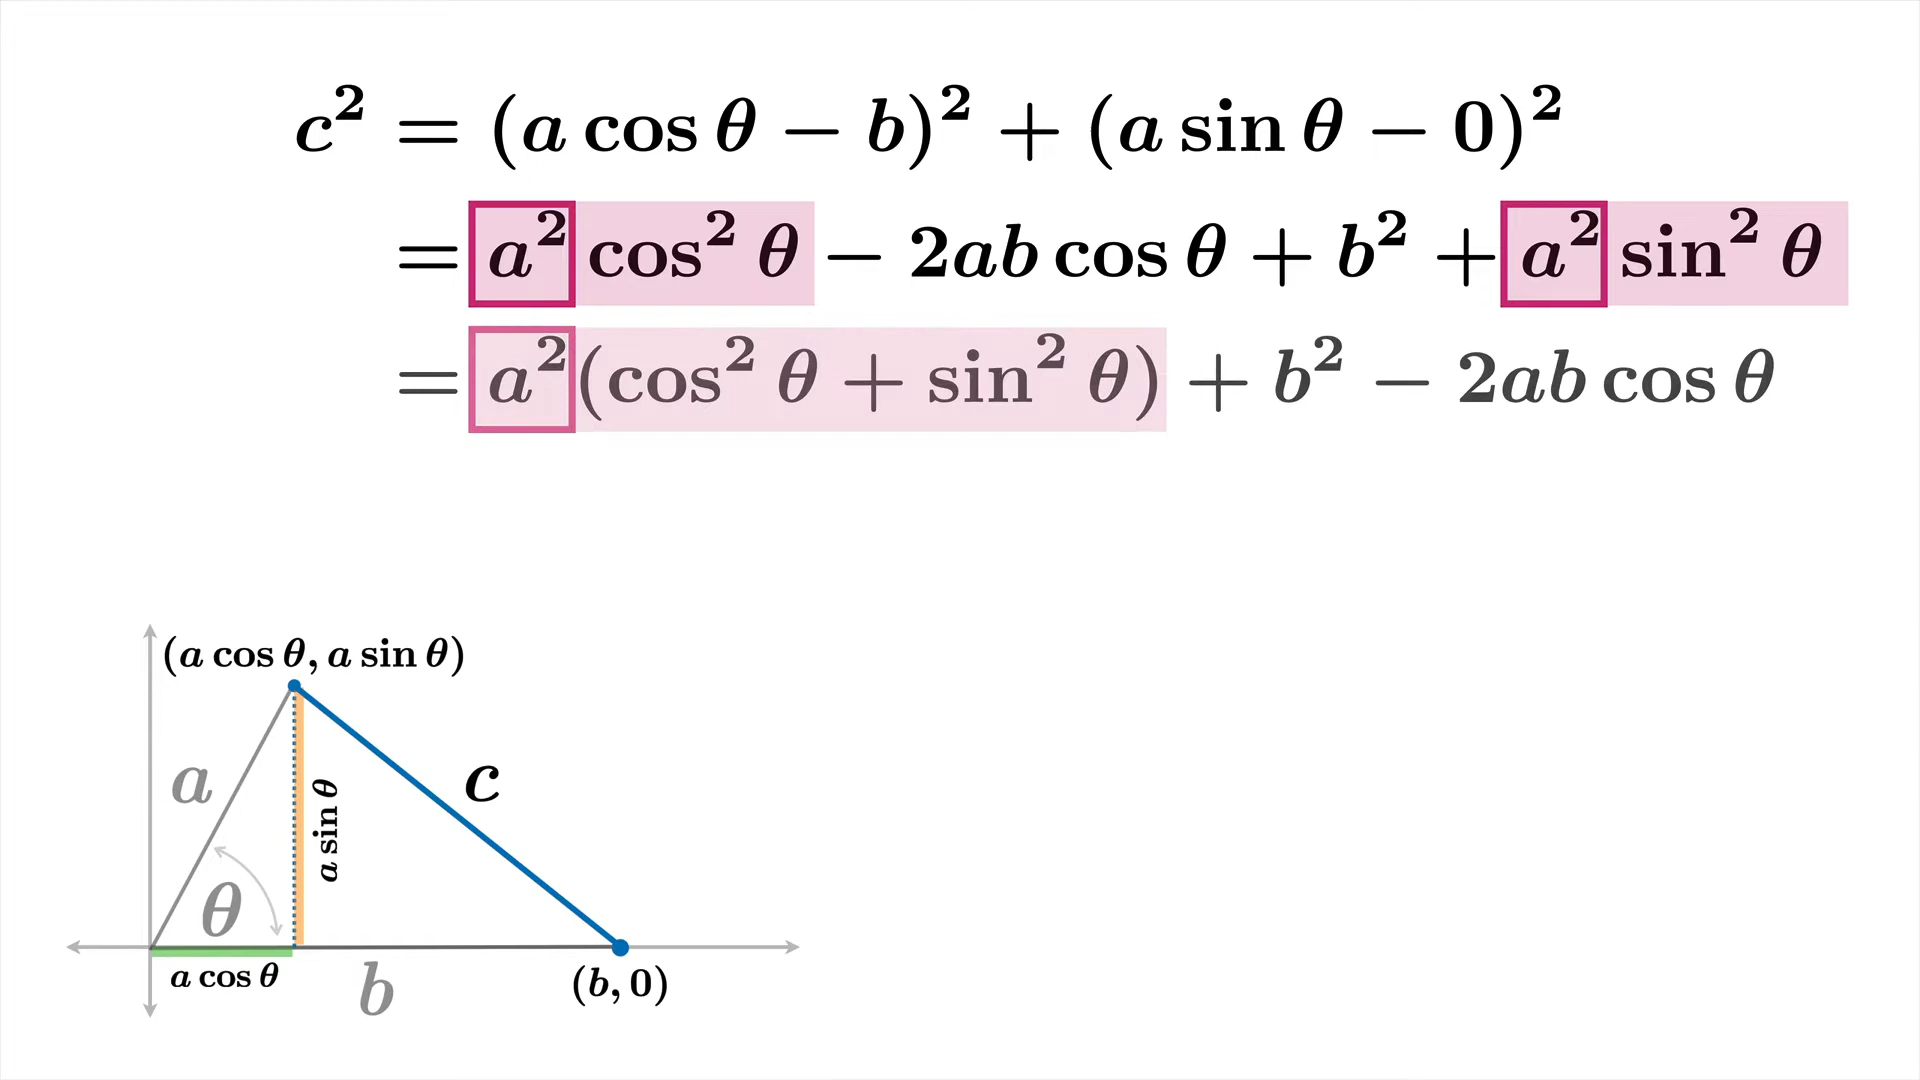 c² = (a cos θ − b)² + (a sin θ − 0)²
= a² cos² θ − 2ab cos θ + b² + a² sin² θ
= a²(cos² θ + sin² θ) + b² − 2ab cos θ
(a cos θ, a sin θ)
a
c
a sin θ
θ
a cos θ
b
(b, 0)